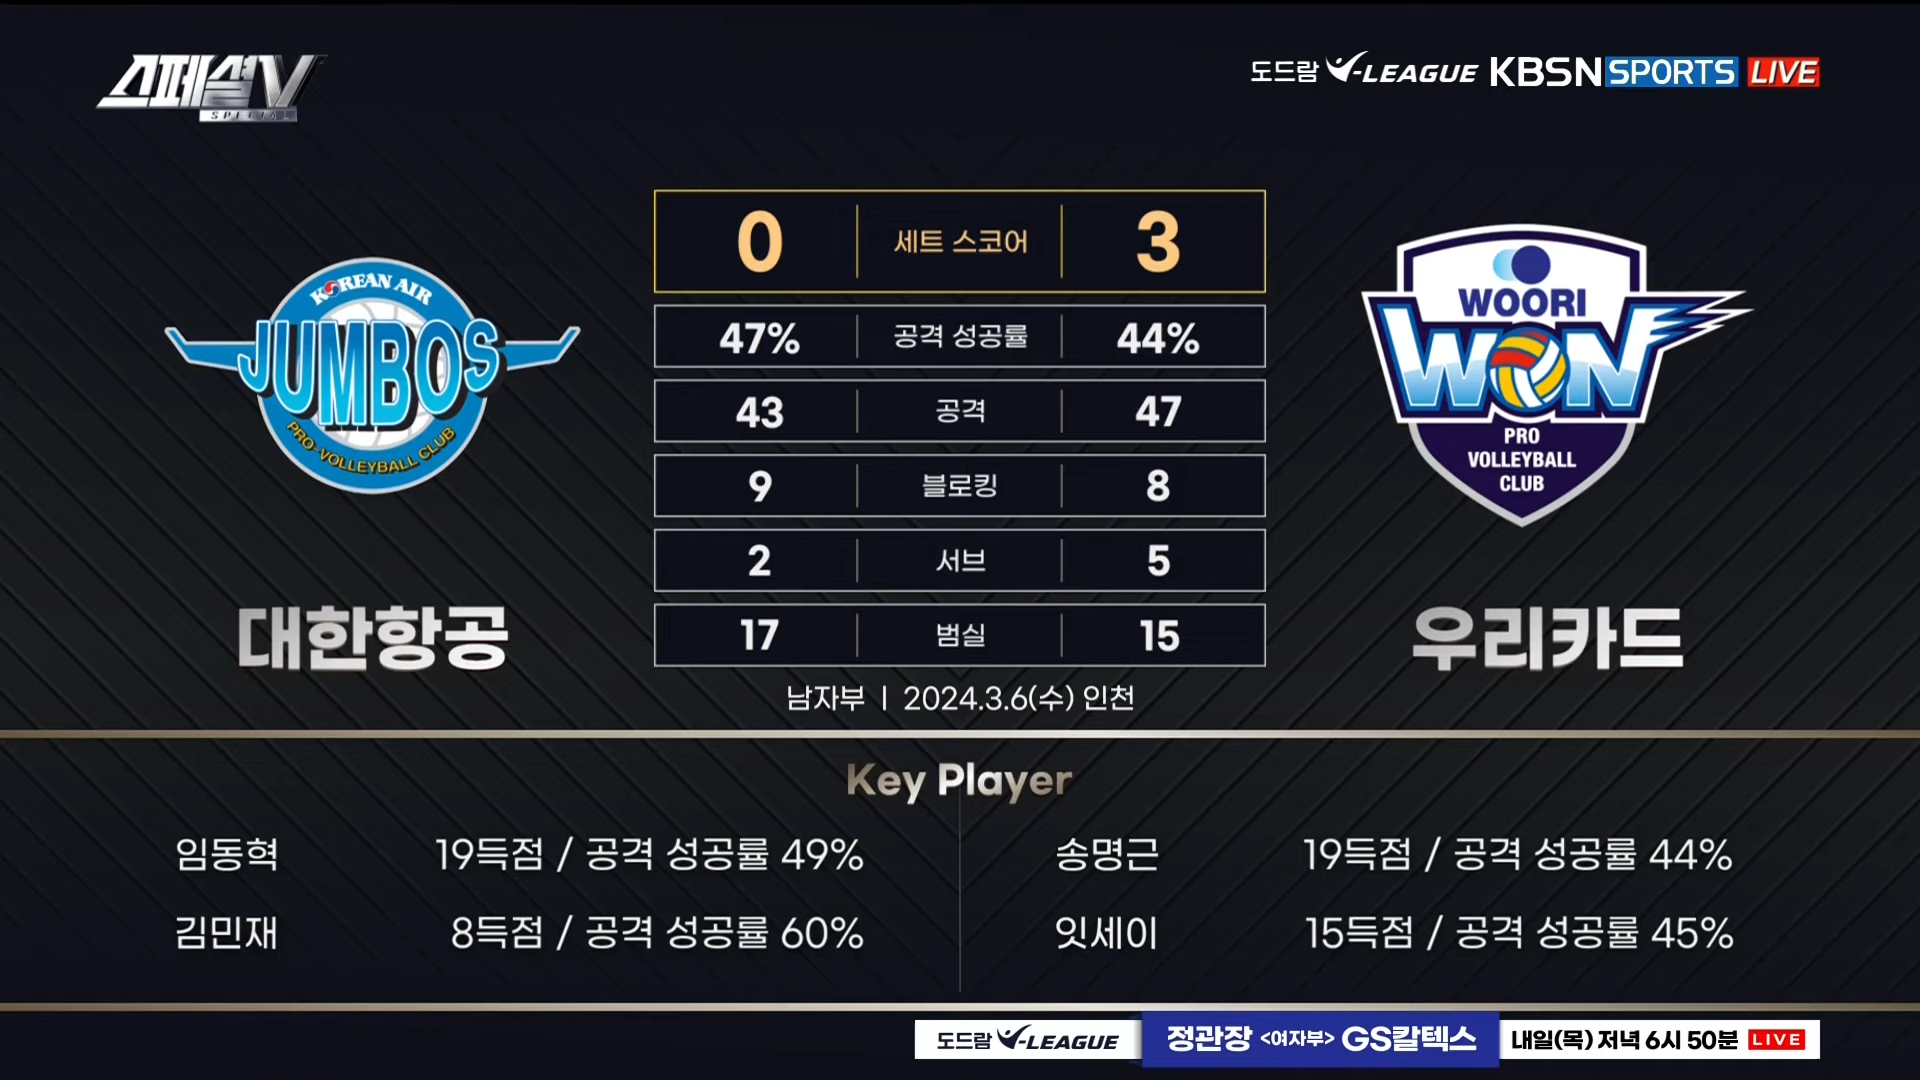 스페셜V
SPECIAL
도드람 V-LEAGUE KBSN SPORTS LIVE
0 세트 스코어 3
47% 공격 성공률 44%
43 공격 47
9 블로킹 8
2 서브 5
17 범실 15
KOREAN AIR
JUMBOS
PRO-VOLLEYBALL CLUB
대한항공
WOORI
WON
PRO
VOLLEYBALL
CLUB
우리카드
남자부 | 2024.3.6(수) 인천
Key Player
임동혁 19득점 / 공격 성공률 49%
김민재 8득점 / 공격 성공률 60%
송명근 19득점 / 공격 성공률 44%
잇세이 15득점 / 공격 성공률 45%
도드람 V-LEAGUE 정관장 <여자부> GS칼텍스 내일(목) 저녁 6시 50분 LIVE